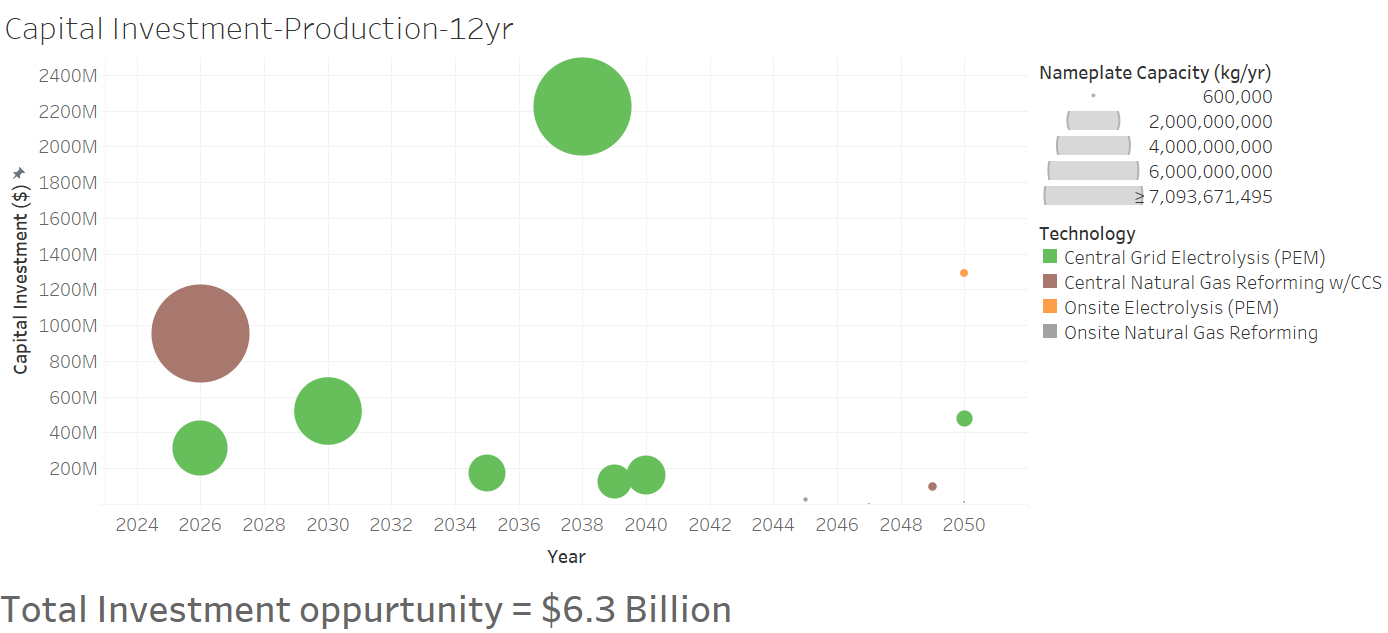 Capital Investment-Production-12yr
Capital Investment ($)
2400M
2200M
2000M
1800M
1600M
1400M
1200M
1000M
800M
600M
400M
200M
2024 2026 2028 2030 2032 2034 2036 2038 2040 2042 2044 2046 2048 2050
Year
Nameplate Capacity (kg/yr)
600,000
2,000,000,000
4,000,000,000
6,000,000,000
≥ 7,093,671,495
Technology
Central Grid Electrolysis (PEM)
Central Natural Gas Reforming w/CCS
Onsite Electrolysis (PEM)
Onsite Natural Gas Reforming
Total Investment oppurtunity = $6.3 Billion